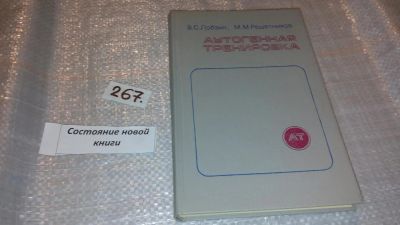 В.С.Лобзин, М.М.Решетников
АУТОГЕННАЯ
ТРЕНИРОВКА
267.
Состояние новой
книги
АТ